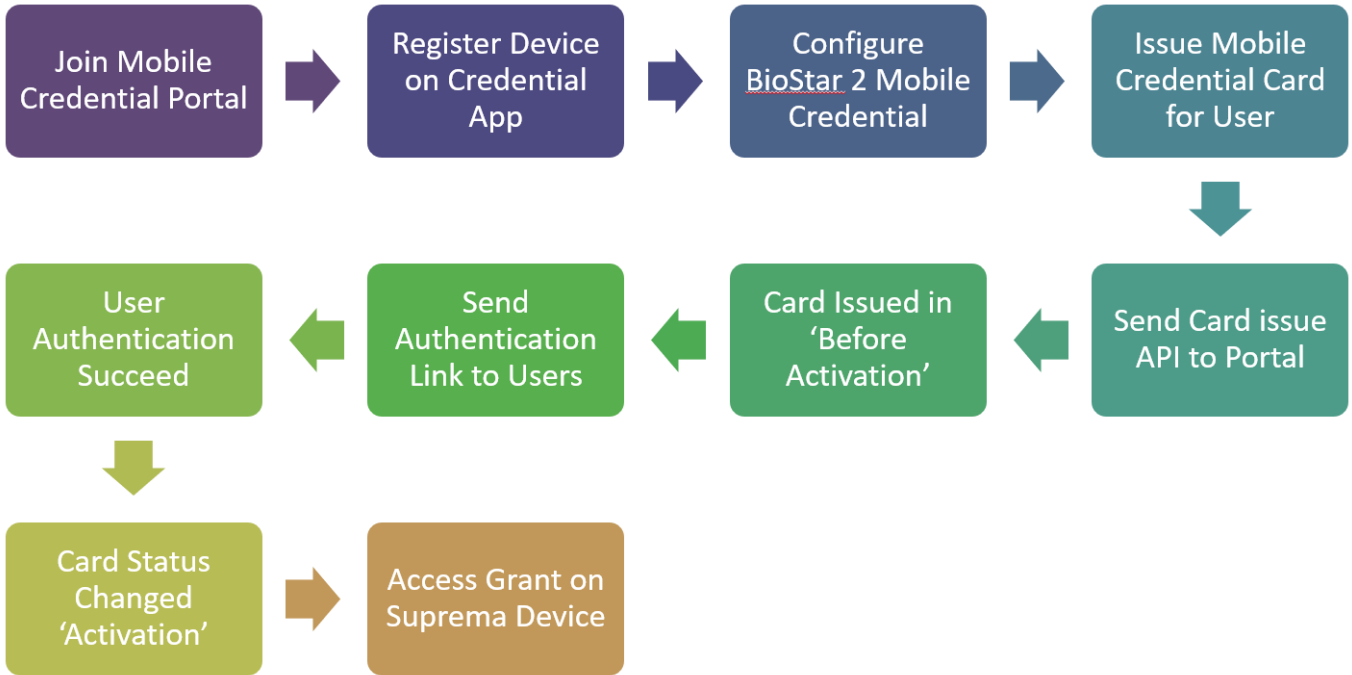 Join Mobile
Credential Portal
Register Device
on Credential
App
Configure
BioStar 2 Mobile
Credential
Issue Mobile
Credential Card
for User
Send Card issue
API to Portal
Card Issued in
‘Before
Activation’
Send
Authentication
Link to Users
User
Authentication
Succeed
Card Status
Changed
‘Activation’
Access Grant on
Suprema Device